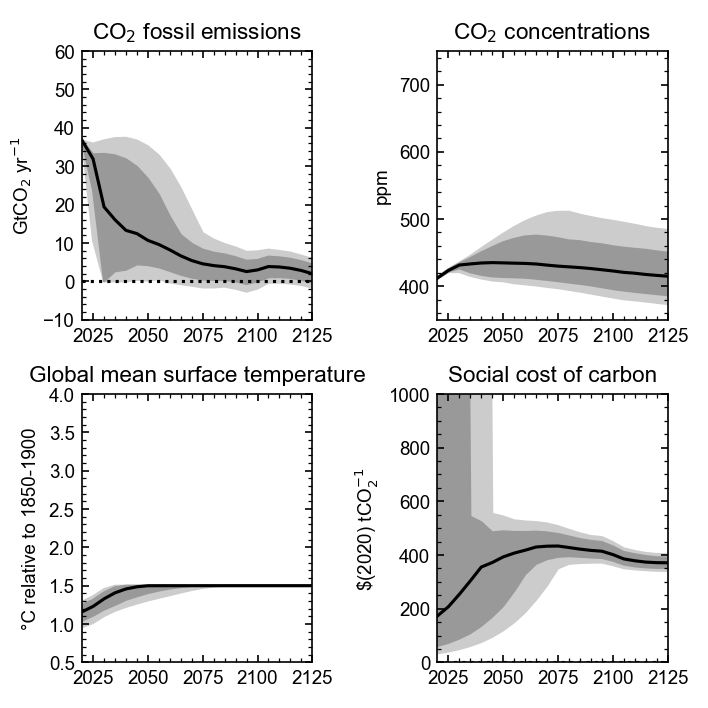 CO₂ fossil emissions
GtCO₂ yr⁻¹
60
50
40
30
20
10
0
−10
2025 2050 2075 2100 2125
CO₂ concentrations
ppm
700
600
500
400
2025 2050 2075 2100 2125
Global mean surface temperature
°C relative to 1850-1900
4.0
3.5
3.0
2.5
2.0
1.5
1.0
0.5
2025 2050 2075 2100 2125
Social cost of carbon
$(2020) tCO₂⁻¹
1000
800
600
400
200
0
2025 2050 2075 2100 2125